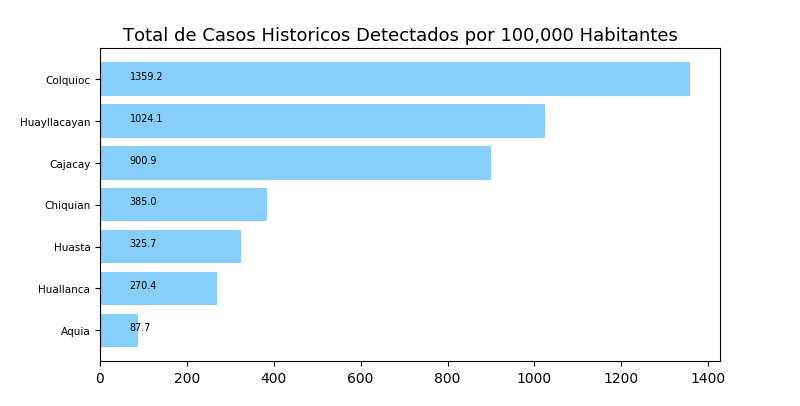 Total de Casos Historicos Detectados por 100,000 Habitantes
Colquioc 1359.2
Huayllacayan 1024.1
Cajacay 900.9
Chiquian 385.0
Huasta 325.7
Huallanca 270.4
Aquia 87.7
0 200 400 600 800 1000 1200 1400